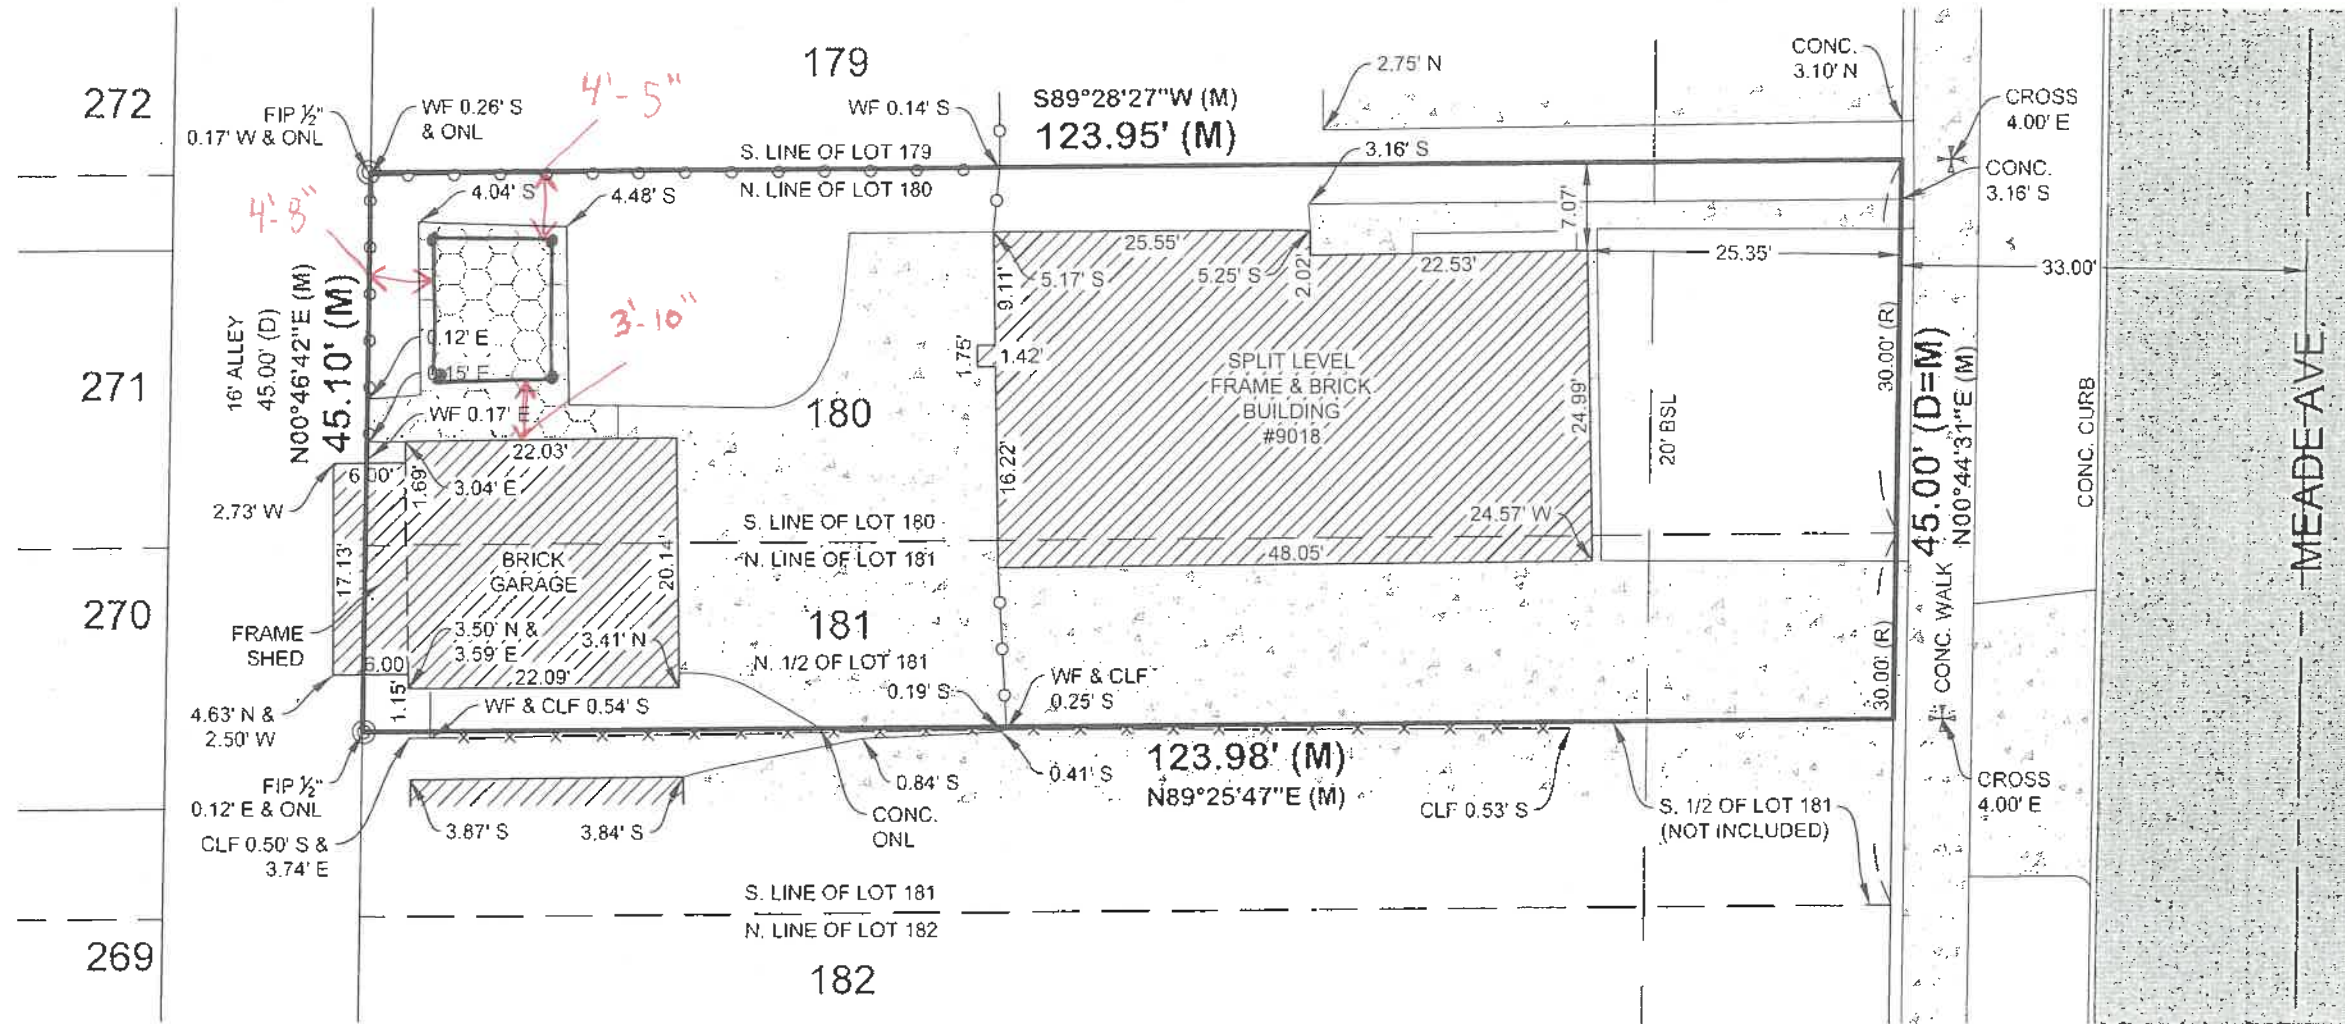 272
271
270
269
179
180
181
182
FIP ½"
0.17' W & ONL
WF 0.26' S
& ONL
4'-5"
WF 0.14' S
S89°28'27"W (M)
123.95' (M)
2.75' N
CONC.
3.10' N
CROSS
4.00' E
CONC.
3.16' S
S. LINE OF LOT 179
N. LINE OF LOT 180
3.16' S
4'-8"
4.04' S
4.48' S
7.07'
25.55'
5.17' S
5.25' S
2.02'
22.53'
25.35'
33.00'
9.11'
3'-10"
16' ALLEY
45.00' (D)
N00°46'42"E (M)
45.10' (M)
0.12' E
0.15' E
WF 0.17' E
1.75'
1.42'
SPLIT LEVEL
FRAME & BRICK
BUILDING
#9018
24.99'
20' BSL
30.00' (R)
45.00' (D=M)
N00°44'31"E (M)
CONC. WALK
CONC. CURB
MEADE AVE.
22.03'
6.00'
1.69'
3.04' E
2.73' W
16.22'
24.57' W
S. LINE OF LOT 180
N. LINE OF LOT 181
48.05'
17.13'
BRICK
GARAGE
20.14'
FRAME
SHED
3.50' N &
3.59' E
3.41' N
N. 1/2 OF LOT 181
6.00'
22.09'
1.15'
0.19' S
WF & CLF
0.25' S
30.00' (R)
4.63' N &
2.50' W
WF & CLF 0.54' S
FIP ½"
0.12' E & ONL
CLF 0.50' S &
3.74' E
3.87' S
3.84' S
0.84' S
CONC.
ONL
0.41' S
123.98' (M)
N89°25'47"E (M)
CLF 0.53' S
S. 1/2 OF LOT 181
(NOT INCLUDED)
CROSS
4.00' E
S. LINE OF LOT 181
N. LINE OF LOT 182